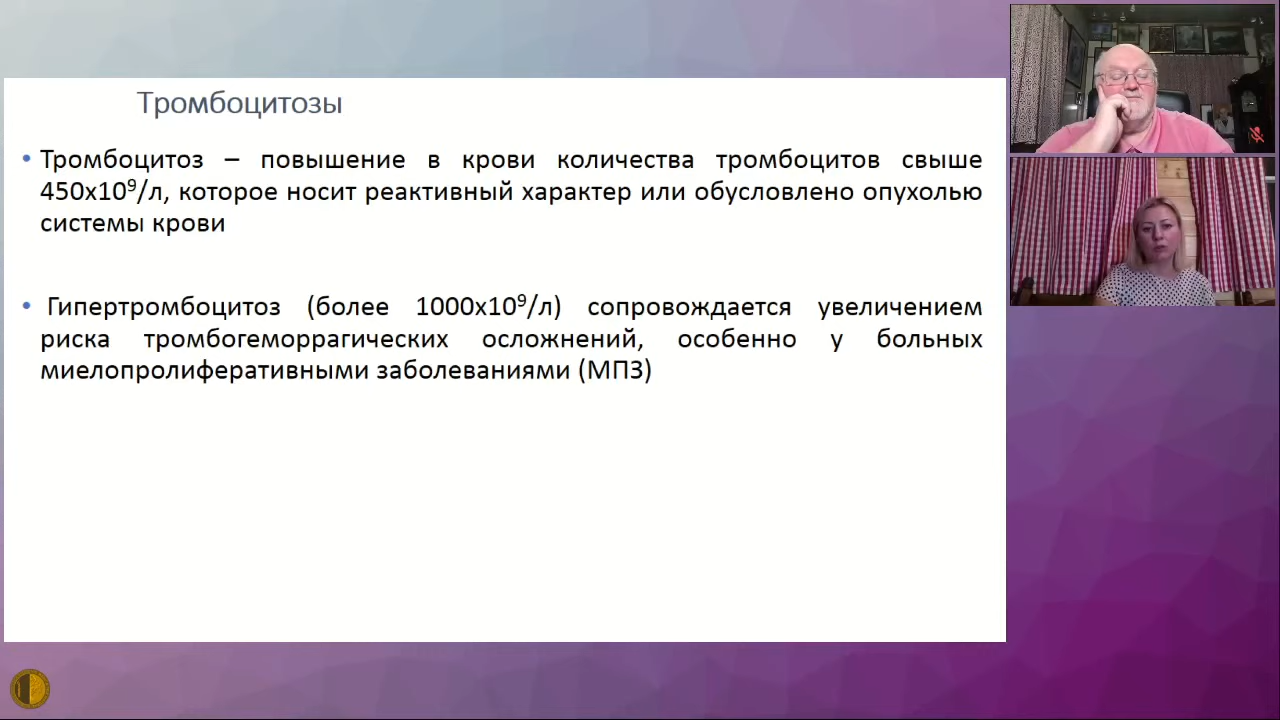 Тромбоцитозы
• Тромбоцитоз – повышение в крови количества тромбоцитов свыше
450х10⁹/л, которое носит реактивный характер или обусловлено опухолью
системы крови
• Гипертромбоцитоз (более 1000х10⁹/л) сопровождается увеличением
риска тромбогеморрагических осложнений, особенно у больных
миелопролиферативными заболеваниями (МПЗ)